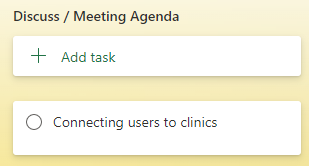 Discuss / Meeting Agenda
Add task
Connecting users to clinics